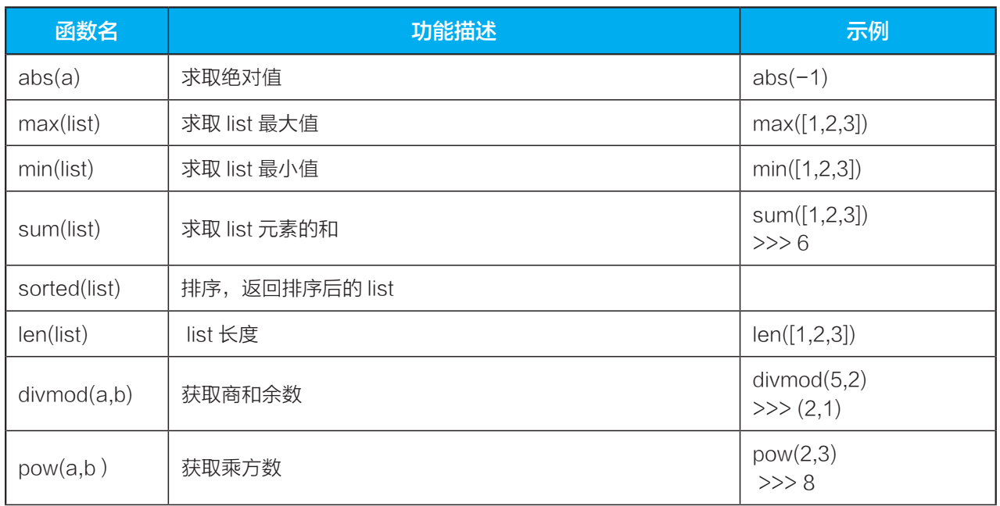 函数名 功能描述 示例
abs(a) 求取绝对值 abs(-1)
max(list) 求取 list 最大值 max([1,2,3])
min(list) 求取 list 最小值 min([1,2,3])
sum(list) 求取 list 元素的和 sum([1,2,3])
>>> 6
sorted(list) 排序，返回排序后的 list
len(list) list 长度 len([1,2,3])
divmod(a,b) 获取商和余数 divmod(5,2)
>>> (2,1)
pow(a,b ) 获取乘方数 pow(2,3)
>>> 8